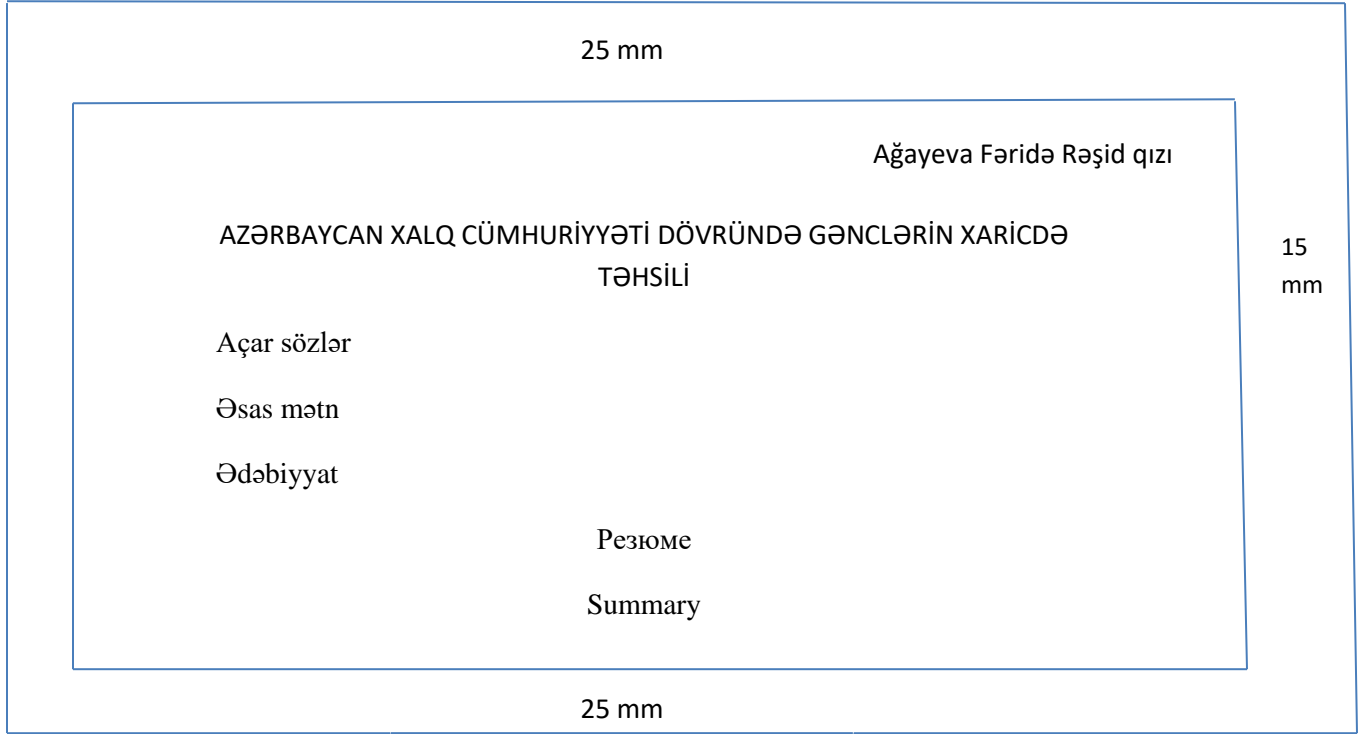 25 mm
Ağayeva Fəridə Rəşid qızı
AZƏRBAYCAN XALQ CÜMHURİYYƏTİ DÖVRÜNDƏ GƏNCLƏRİN XARİCDƏ
TƏHSİLİ
15
mm
Açar sözlər
Əsas mətn
Ədəbiyyat
Резюме
Summary
25 mm